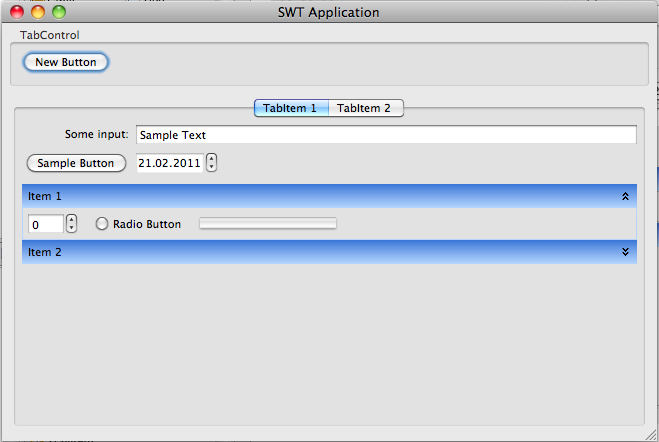 SWT Application
TabControl
New Button
TabItem 1 TabItem 2
Some input: Sample Text
Sample Button 21.02.2011
Item 1
0 Radio Button
Item 2